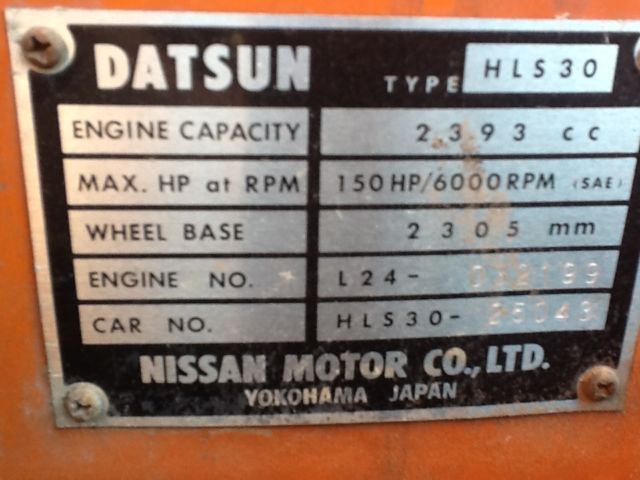 DATSUN TYPE HLS30
ENGINE CAPACITY 2393 cc
MAX. HP at RPM 150HP/6000RPM (SAE)
WHEEL BASE 2305 mm
ENGINE NO. L24-
CAR NO. HLS30-
NISSAN MOTOR CO., LTD.
YOKOHAMA JAPAN